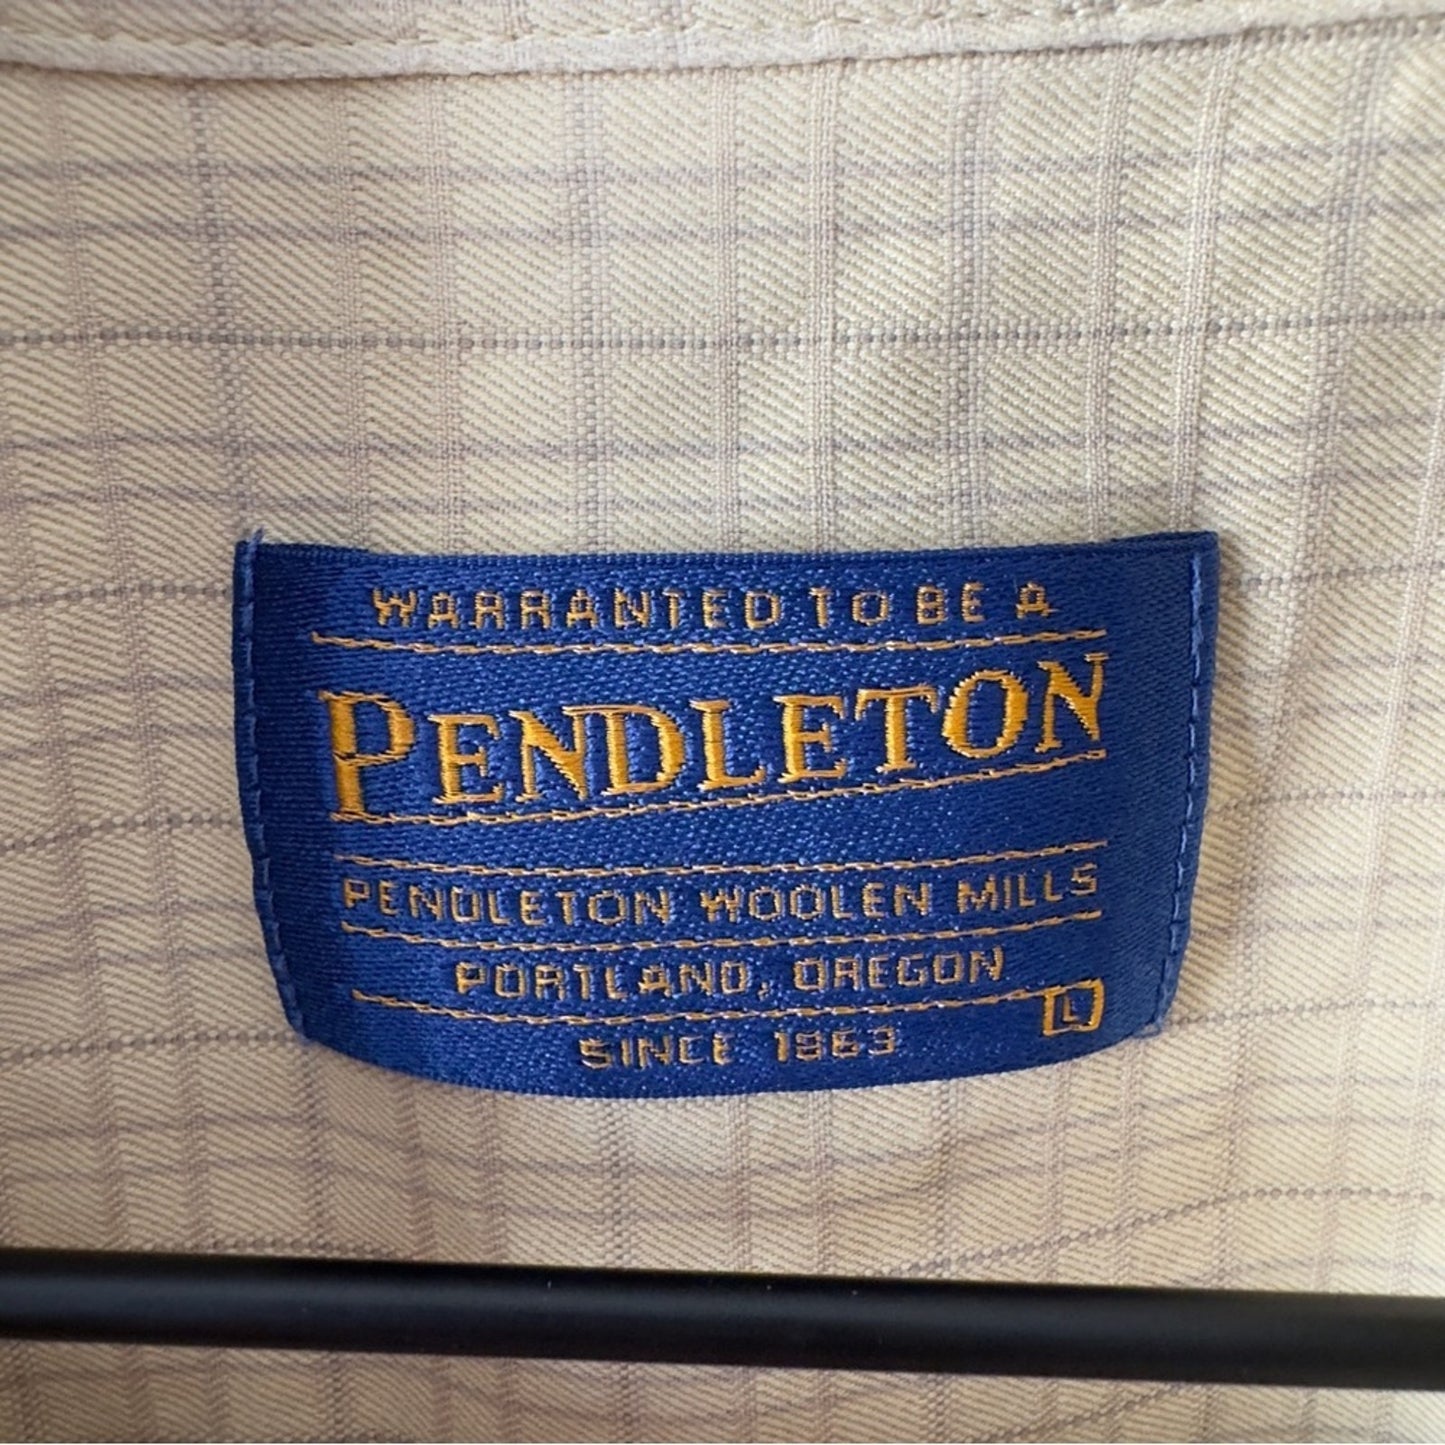 WARRANTED TO BE A
PENDLETON
PENDLETON WOOLEN MILLS
PORTLAND, OREGON
L
SINCE 1863